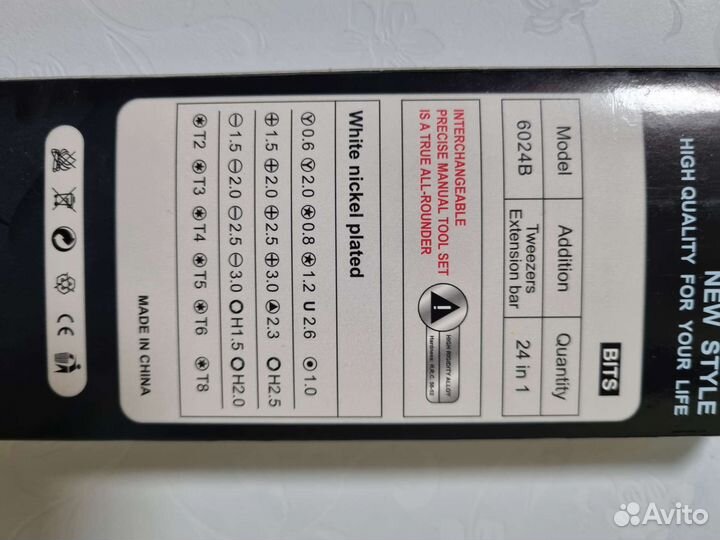 NEW STYLE
HIGH QUALITY FOR YOUR LIFE
BITS
Model Addition Quantity
6024B Tweezers Extension bar 24 in 1
INTERCHANGEABLE
PRECISE MANUAL TOOL SET
IS A TRUE ALL-ROUNDER
HIGH RIGIDITY ALLOY
White nickel plated
0.6 2.0 0.8 1.2 U 2.6 1.0
1.5 2.0 2.5 3.0 2.3 H2.5
1.5 2.0 2.5 3.0 H1.5 H2.0
T2 T3 T4 T5 T6 T8
MADE IN CHINA
CE
Avito